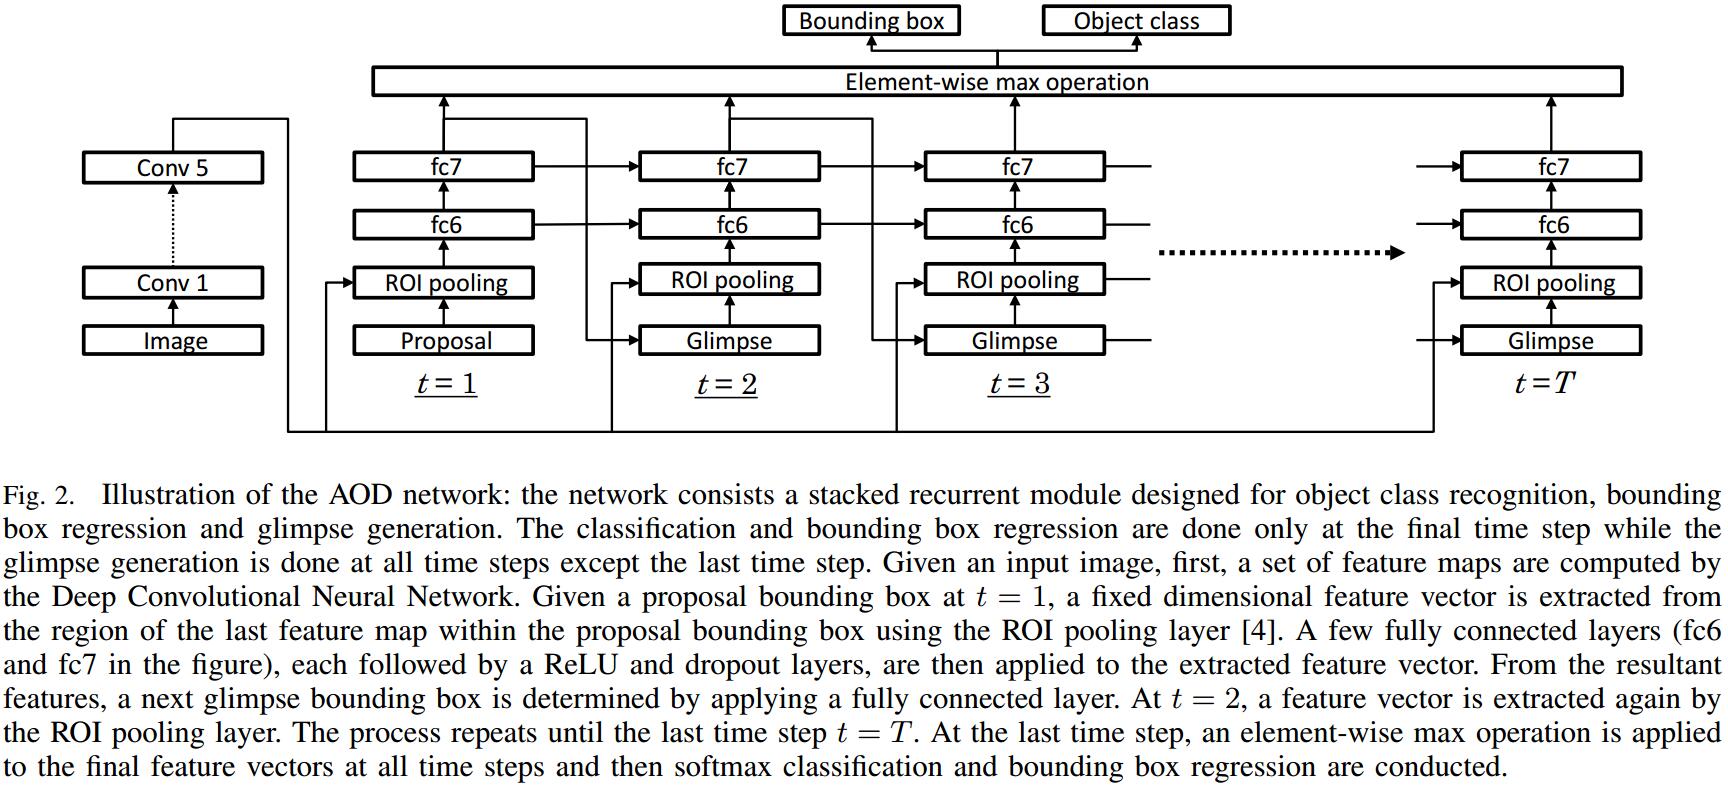 Bounding box
Object class
Element-wise max operation
Conv 5
fc7
fc7
fc7
fc7
fc6
fc6
fc6
fc6
Conv 1
ROI pooling
ROI pooling
ROI pooling
ROI pooling
Image
Proposal
Glimpse
Glimpse
Glimpse
t = 1
t = 2
t = 3
t = T
Fig. 2. Illustration of the AOD network: the network consists a stacked recurrent module designed for object class recognition, bounding
box regression and glimpse generation. The classification and bounding box regression are done only at the final time step while the
glimpse generation is done at all time steps except the last time step. Given an input image, first, a set of feature maps are computed by
the Deep Convolutional Neural Network. Given a proposal bounding box at t = 1, a fixed dimensional feature vector is extracted from
the region of the last feature map within the proposal bounding box using the ROI pooling layer [4]. A few fully connected layers (fc6
and fc7 in the figure), each followed by a ReLU and dropout layers, are then applied to the extracted feature vector. From the resultant
features, a next glimpse bounding box is determined by applying a fully connected layer. At t = 2, a feature vector is extracted again by
the ROI pooling layer. The process repeats until the last time step t = T. At the last time step, an element-wise max operation is applied
to the final feature vectors at all time steps and then softmax classification and bounding box regression are conducted.